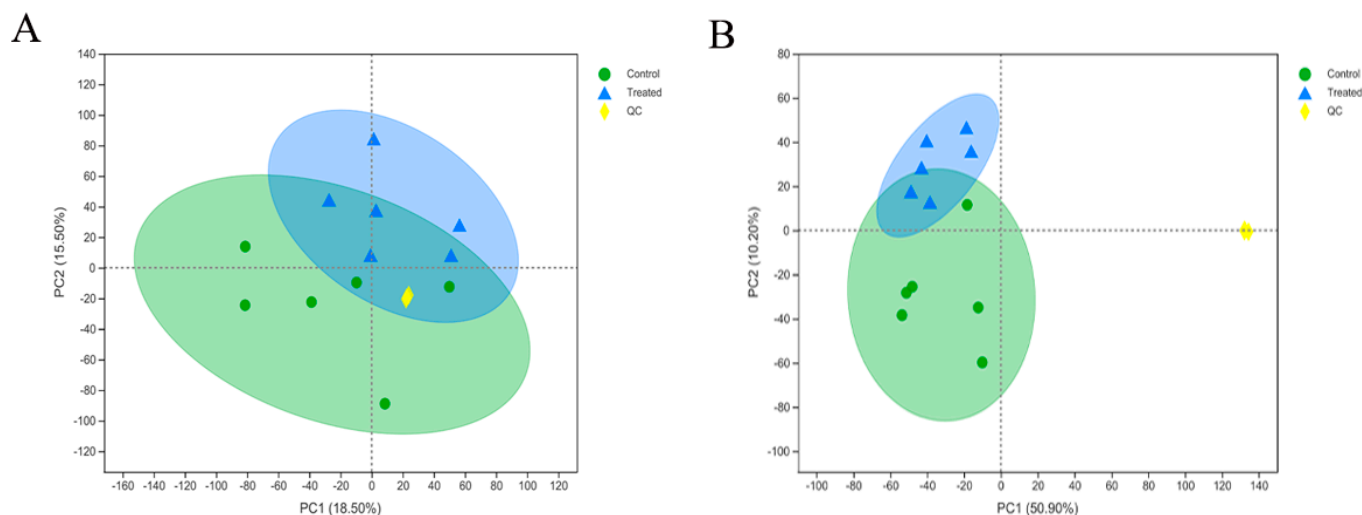 A
140
120
100
80
60
40
20
0
-20
-40
-60
-80
-100
-120
PC2 (15.50%)
-160 -140 -120 -100 -80 -60 -40 -20 0 20 40 60 80 100 120
PC1 (18.50%)
Control
Treated
QC
B
80
60
40
20
0
-20
-40
-60
-80
-100
PC2 (10.20%)
-100 -80 -60 -40 -20 0 20 40 60 80 100 120 140
PC1 (50.90%)
Control
Treated
QC